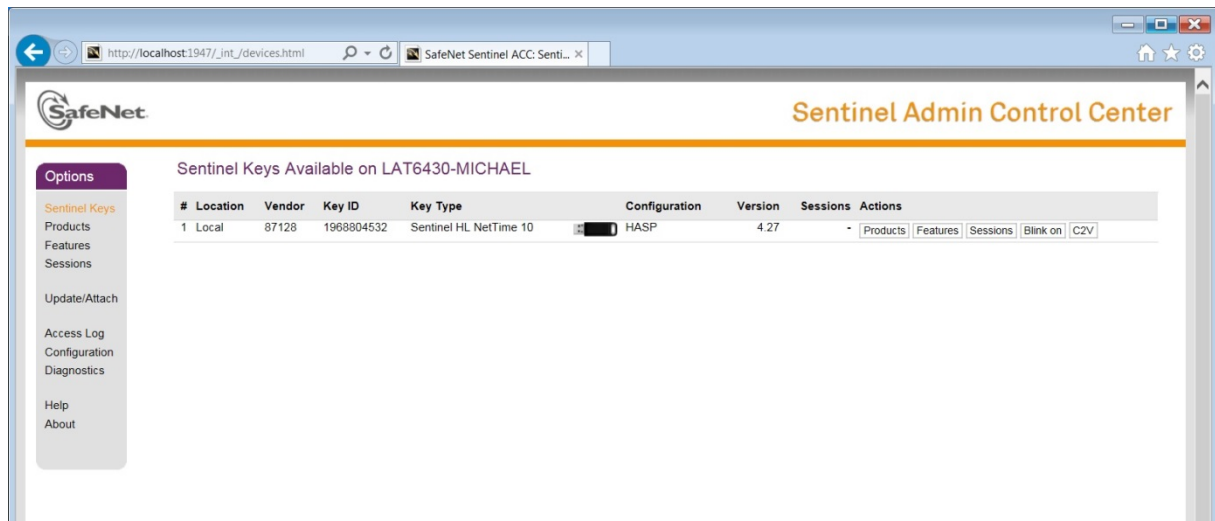 http://localhost:1947/_int_/devices.html
SafeNet Sentinel ACC: Senti...
SafeNet.
Sentinel Admin Control Center
Options
Sentinel Keys
Products
Features
Sessions
Update/Attach
Access Log
Configuration
Diagnostics
Help
About
Sentinel Keys Available on LAT6430-MICHAEL
# Location Vendor Key ID Key Type Configuration Version Sessions Actions
1 Local 87128 1968804532 Sentinel HL NetTime 10 HASP 4.27 - Products Features Sessions Blink on C2V